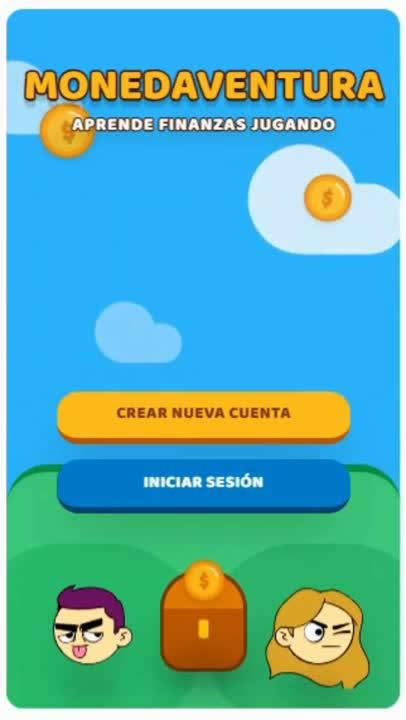 MONEDAVENTURA
APRENDE FINANZAS JUGANDO
$
$
CREAR NUEVA CUENTA
INICIAR SESIÓN
$